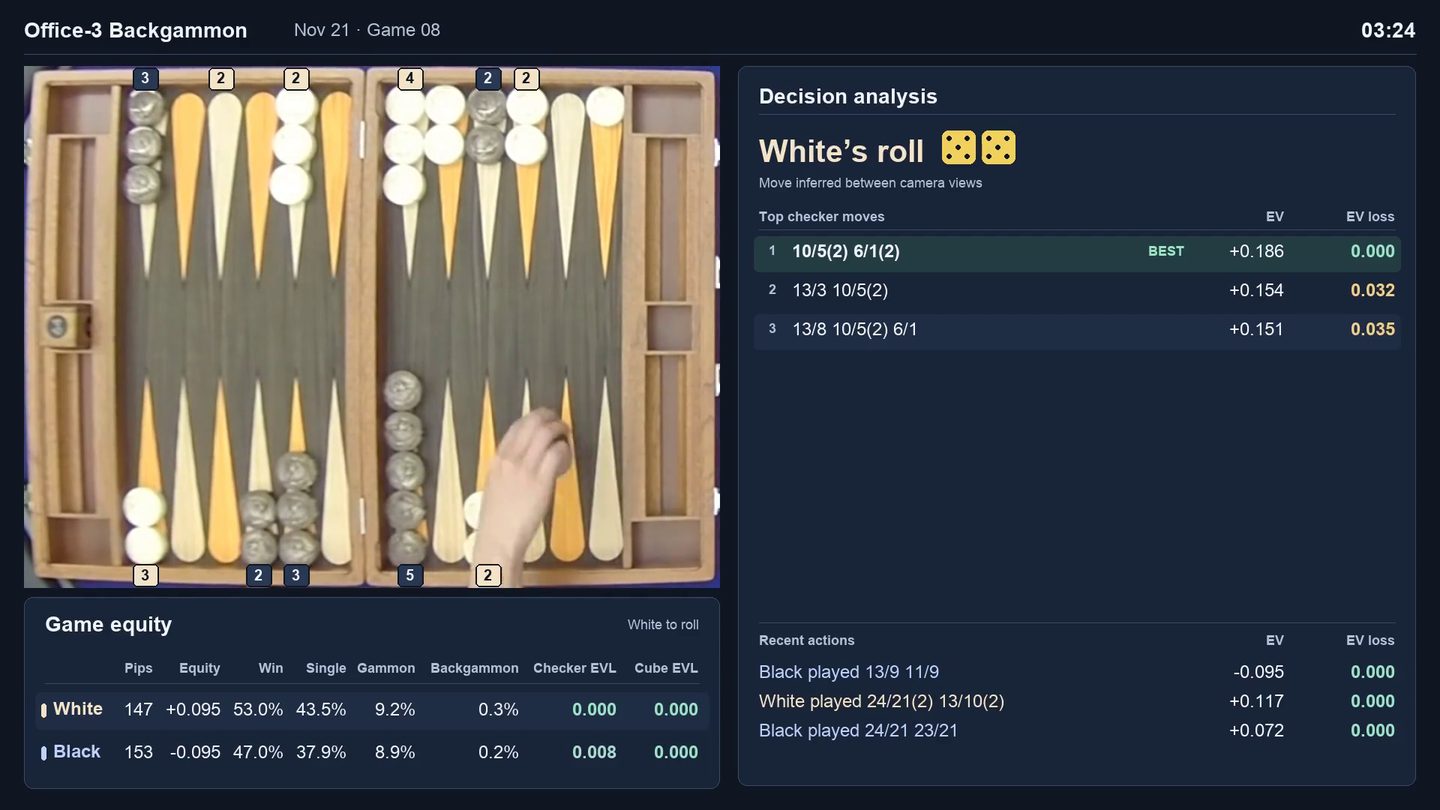 Office-3 Backgammon Nov 21 · Game 08 03:24
3 2 2 4 2 2
3 2 3 5 2
Decision analysis
White’s roll
Move inferred between camera views
Top checker moves EV EV loss
1 10/5(2) 6/1(2) BEST +0.186 0.000
2 13/3 10/5(2) +0.154 0.032
3 13/8 10/5(2) 6/1 +0.151 0.035
Game equity White to roll
Pips Equity Win Single Gammon Backgammon Checker EVL Cube EVL
White 147 +0.095 53.0% 43.5% 9.2% 0.3% 0.000 0.000
Black 153 -0.095 47.0% 37.9% 8.9% 0.2% 0.008 0.000
Recent actions EV EV loss
Black played 13/9 11/9 -0.095 0.000
White played 24/21(2) 13/10(2) +0.117 0.000
Black played 24/21 23/21 +0.072 0.000